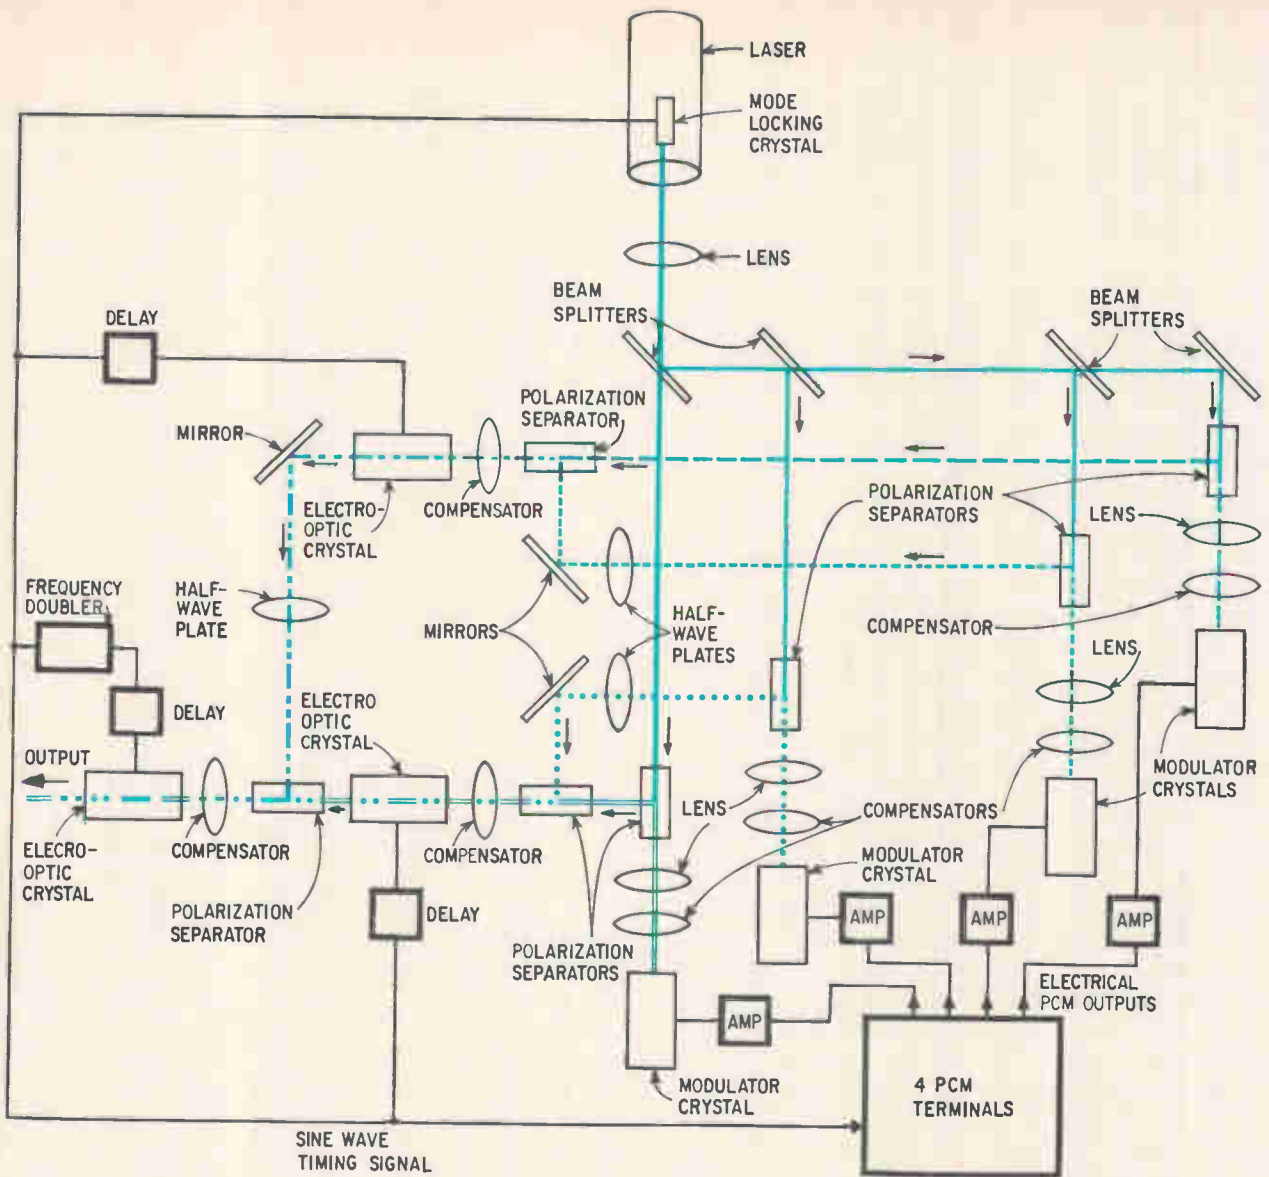 LASER
MODE
LOCKING
CRYSTAL
LENS
BEAM
SPLITTERS
BEAM
SPLITTERS
DELAY
POLARIZATION
SEPARATOR
MIRROR
ELECTRO-
OPTIC
CRYSTAL
COMPENSATOR
POLARIZATION
SEPARATORS
LENS
FREQUENCY
DOUBLER
HALF-
WAVE
PLATE
MIRRORS
HALF-
WAVE
PLATES
COMPENSATOR
LENS
DELAY
ELECTRO
OPTIC
CRYSTAL
OUTPUT
MODULATOR
CRYSTALS
LENS
COMPENSATORS
ELECRO-
OPTIC
CRYSTAL
COMPENSATOR
COMPENSATOR
MODULATOR
CRYSTAL
POLARIZATION
SEPARATOR
DELAY
POLARIZATION
SEPARATORS
AMP
AMP
AMP
ELECTRICAL
PCM OUTPUTS
AMP
MODULATOR
CRYSTAL
4 PCM
TERMINALS
SINE WAVE
TIMING SIGNAL